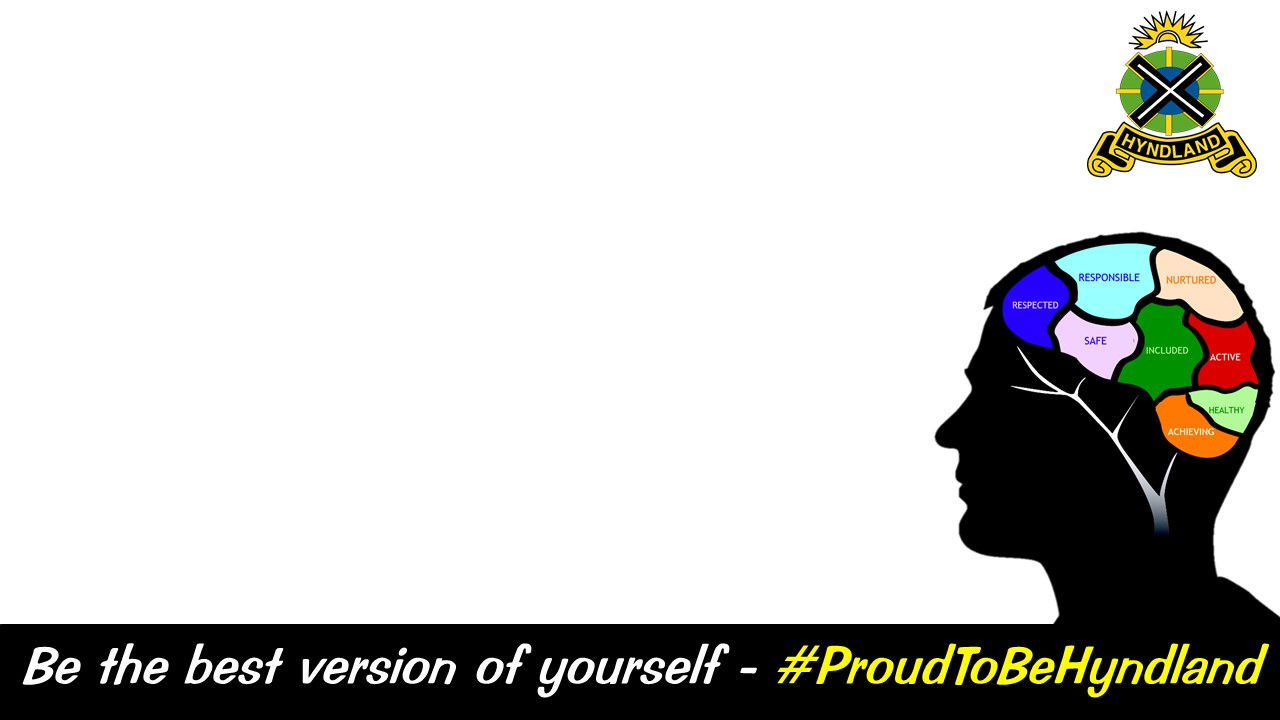 HYNDLAND
RESPONSIBLE
NURTURED
RESPECTED
SAFE
INCLUDED
ACTIVE
HEALTHY
ACHIEVING
Be the best version of yourself - #ProudToBeHyndland